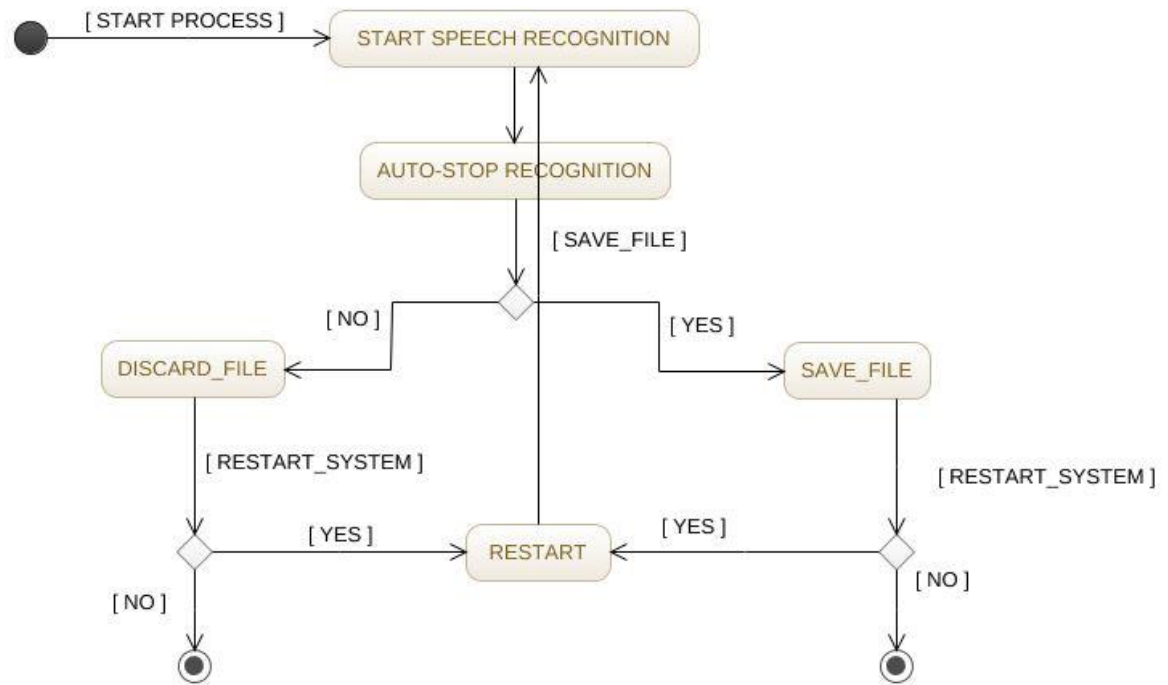 [ START PROCESS ]
START SPEECH RECOGNITION
AUTO-STOP RECOGNITION
[ SAVE_FILE ]
[ NO ]
[ YES ]
DISCARD_FILE
SAVE_FILE
[ RESTART_SYSTEM ]
[ RESTART_SYSTEM ]
[ YES ]
RESTART
[ YES ]
[ NO ]
[ NO ]